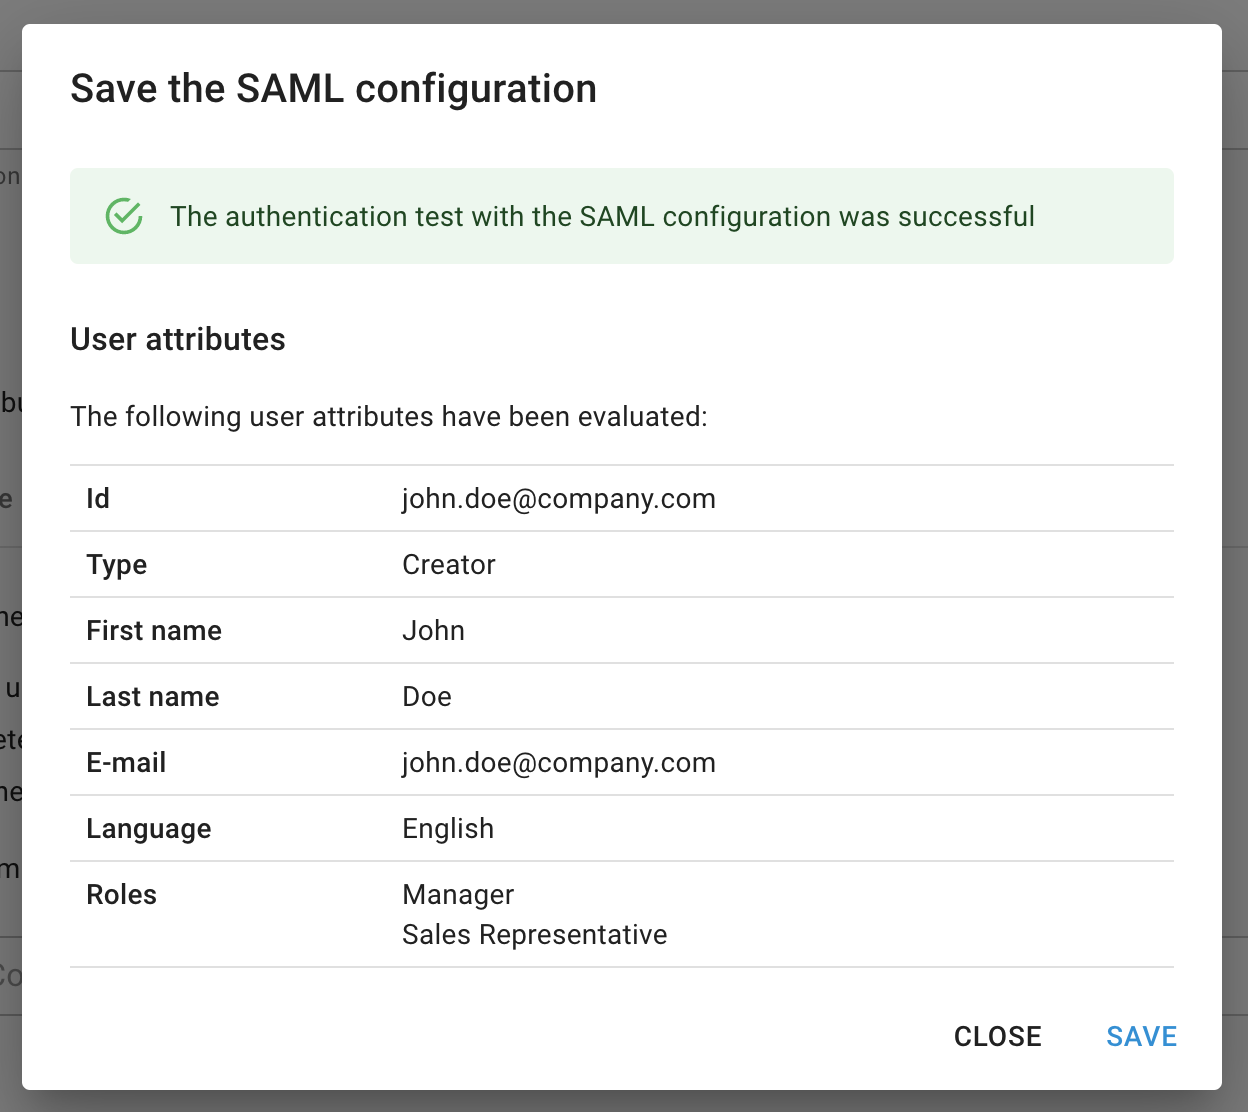 Save the SAML configuration
The authentication test with the SAML configuration was successful
User attributes
The following user attributes have been evaluated:
Id john.doe@company.com
Type Creator
First name John
Last name Doe
E-mail john.doe@company.com
Language English
Roles Manager
Sales Representative
CLOSE SAVE